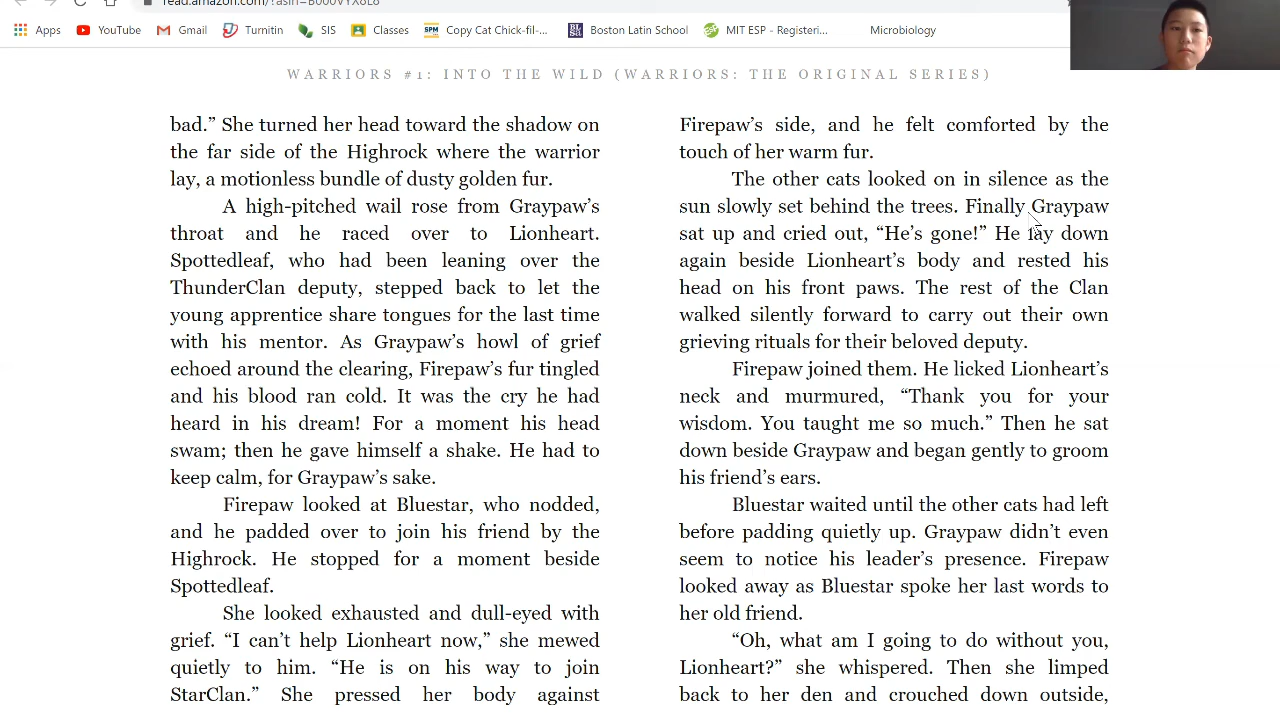 read.amazon.com/?asin=B000VYX8L8
Apps YouTube Gmail Turnitin SIS Classes Copy Cat Chick-fil-... Boston Latin School MIT ESP - Registeri... Microbiology
WARRIORS #1: INTO THE WILD (WARRIORS: THE ORIGINAL SERIES)
bad.” She turned her head toward the shadow on
the far side of the Highrock where the warrior
lay, a motionless bundle of dusty golden fur.
A high-pitched wail rose from Graypaw’s
throat and he raced over to Lionheart.
Spottedleaf, who had been leaning over the
ThunderClan deputy, stepped back to let the
young apprentice share tongues for the last time
with his mentor. As Graypaw’s howl of grief
echoed around the clearing, Firepaw’s fur tingled
and his blood ran cold. It was the cry he had
heard in his dream! For a moment his head
swam; then he gave himself a shake. He had to
keep calm, for Graypaw’s sake.
Firepaw looked at Bluestar, who nodded,
and he padded over to join his friend by the
Highrock. He stopped for a moment beside
Spottedleaf.
She looked exhausted and dull-eyed with
grief. “I can’t help Lionheart now,” she mewed
quietly to him. “He is on his way to join
StarClan.” She pressed her body against
Firepaw’s side, and he felt comforted by the
touch of her warm fur.
The other cats looked on in silence as the
sun slowly set behind the trees. Finally Graypaw
sat up and cried out, “He’s gone!” He lay down
again beside Lionheart’s body and rested his
head on his front paws. The rest of the Clan
walked silently forward to carry out their own
grieving rituals for their beloved deputy.
Firepaw joined them. He licked Lionheart’s
neck and murmured, “Thank you for your
wisdom. You taught me so much.” Then he sat
down beside Graypaw and began gently to groom
his friend’s ears.
Bluestar waited until the other cats had left
before padding quietly up. Graypaw didn’t even
seem to notice his leader’s presence. Firepaw
looked away as Bluestar spoke her last words to
her old friend.
“Oh, what am I going to do without you,
Lionheart?” she whispered. Then she limped
back to her den and crouched down outside,